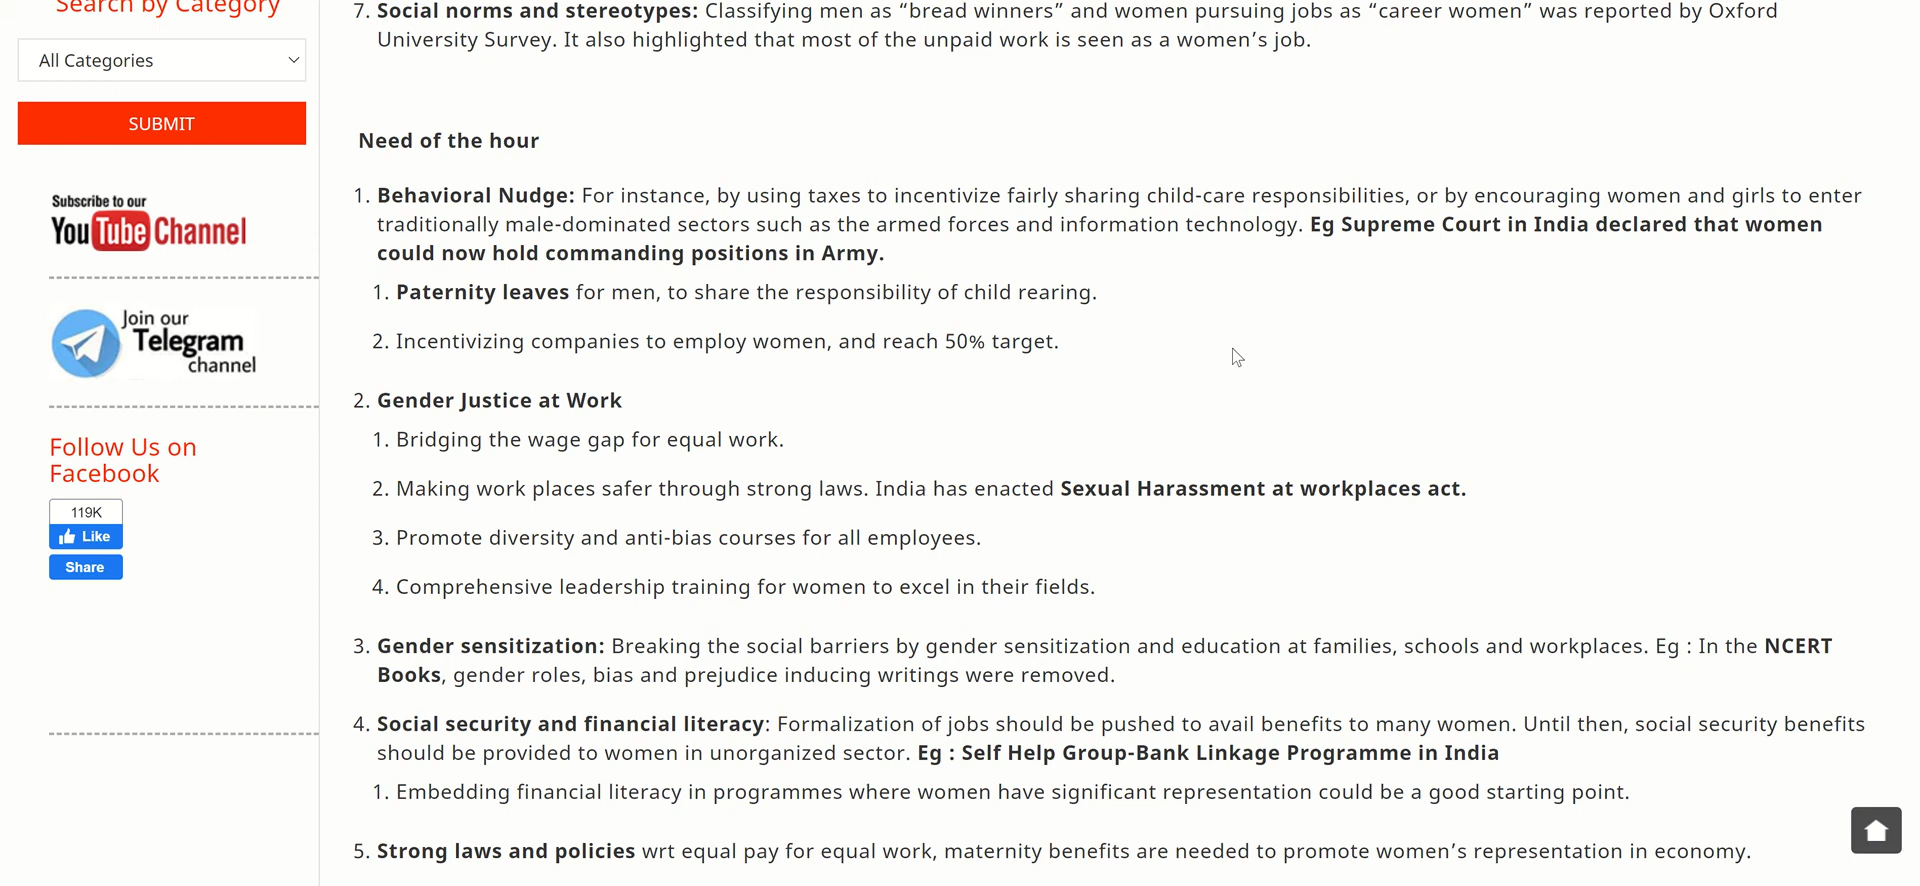 Search by Category
All Categories
SUBMIT
Subscribe to our
YouTube Channel
Join our
Telegram
channel
Follow Us on
Facebook
119K
Like
Share
7. Social norms and stereotypes: Classifying men as “bread winners” and women pursuing jobs as “career women” was reported by Oxford
University Survey. It also highlighted that most of the unpaid work is seen as a women’s job.
Need of the hour
1. Behavioral Nudge: For instance, by using taxes to incentivize fairly sharing child-care responsibilities, or by encouraging women and girls to enter
traditionally male-dominated sectors such as the armed forces and information technology. Eg Supreme Court in India declared that women
could now hold commanding positions in Army.
1. Paternity leaves for men, to share the responsibility of child rearing.
2. Incentivizing companies to employ women, and reach 50% target.
2. Gender Justice at Work
1. Bridging the wage gap for equal work.
2. Making work places safer through strong laws. India has enacted Sexual Harassment at workplaces act.
3. Promote diversity and anti-bias courses for all employees.
4. Comprehensive leadership training for women to excel in their fields.
3. Gender sensitization: Breaking the social barriers by gender sensitization and education at families, schools and workplaces. Eg : In the NCERT
Books, gender roles, bias and prejudice inducing writings were removed.
4. Social security and financial literacy: Formalization of jobs should be pushed to avail benefits to many women. Until then, social security benefits
should be provided to women in unorganized sector. Eg : Self Help Group-Bank Linkage Programme in India
1. Embedding financial literacy in programmes where women have significant representation could be a good starting point.
5. Strong laws and policies wrt equal pay for equal work, maternity benefits are needed to promote women’s representation in economy.